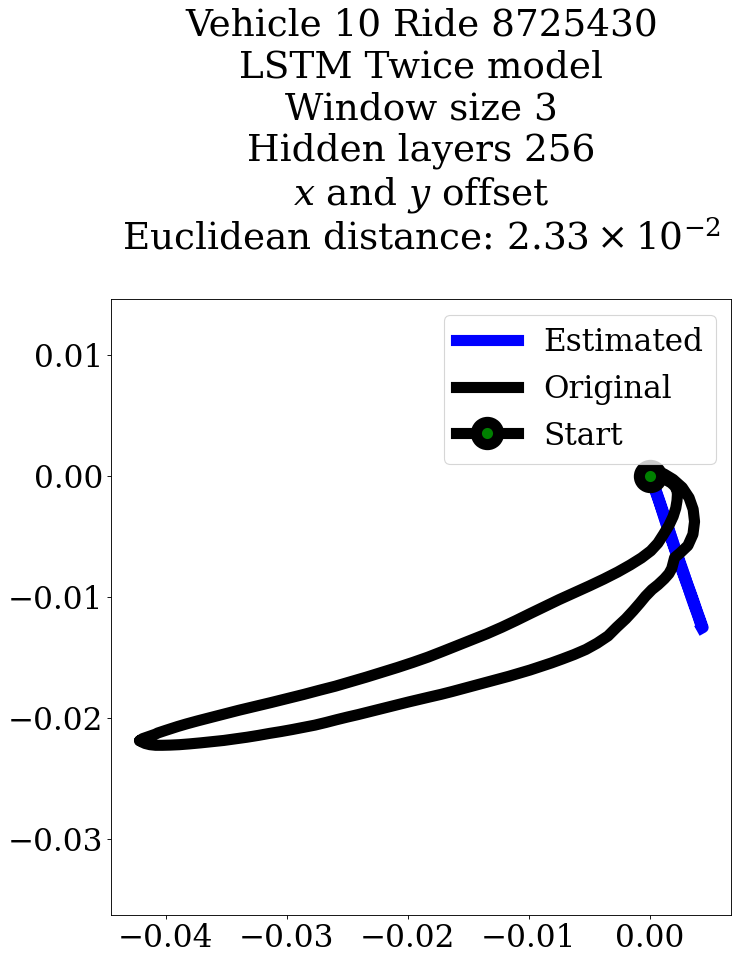 Vehicle 10 Ride 8725430
LSTM Twice model
Window size 3
Hidden layers 256
x and y offset
Euclidean distance: 2.33 × 10⁻²
Estimated
Original
Start
0.01
0.00
−0.01
−0.02
−0.03
−0.04 −0.03 −0.02 −0.01 0.00